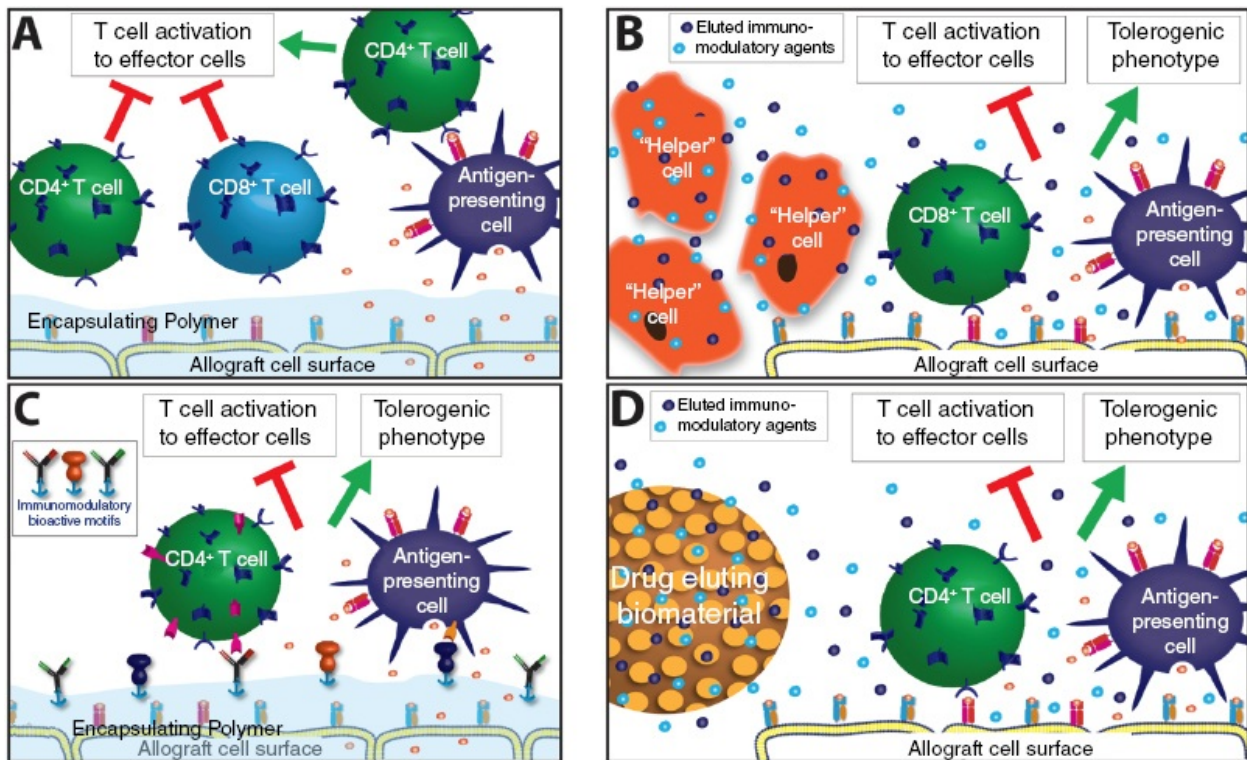 A
T cell activation
to effector cells
CD4+ T cell
CD4+ T cell
CD8+ T cell
Antigen-
presenting
cell
Encapsulating Polymer
Allograft cell surface
B
Eluted immuno-
modulatory agents
T cell activation
to effector cells
Tolerogenic
phenotype
“Helper”
cell
“Helper”
cell
“Helper”
cell
CD8+ T cell
Antigen-
presenting
cell
Allograft cell surface
C
T cell activation
to effector cells
Tolerogenic
phenotype
Immunomodulatory
bioactive motifs
CD4+ T cell
Antigen-
presenting
cell
Encapsulating Polymer
Allograft cell surface
D
Eluted immuno-
modulatory agents
T cell activation
to effector cells
Tolerogenic
phenotype
Drug eluting
biomaterial
CD4+ T cell
Antigen-
presenting
cell
Allograft cell surface